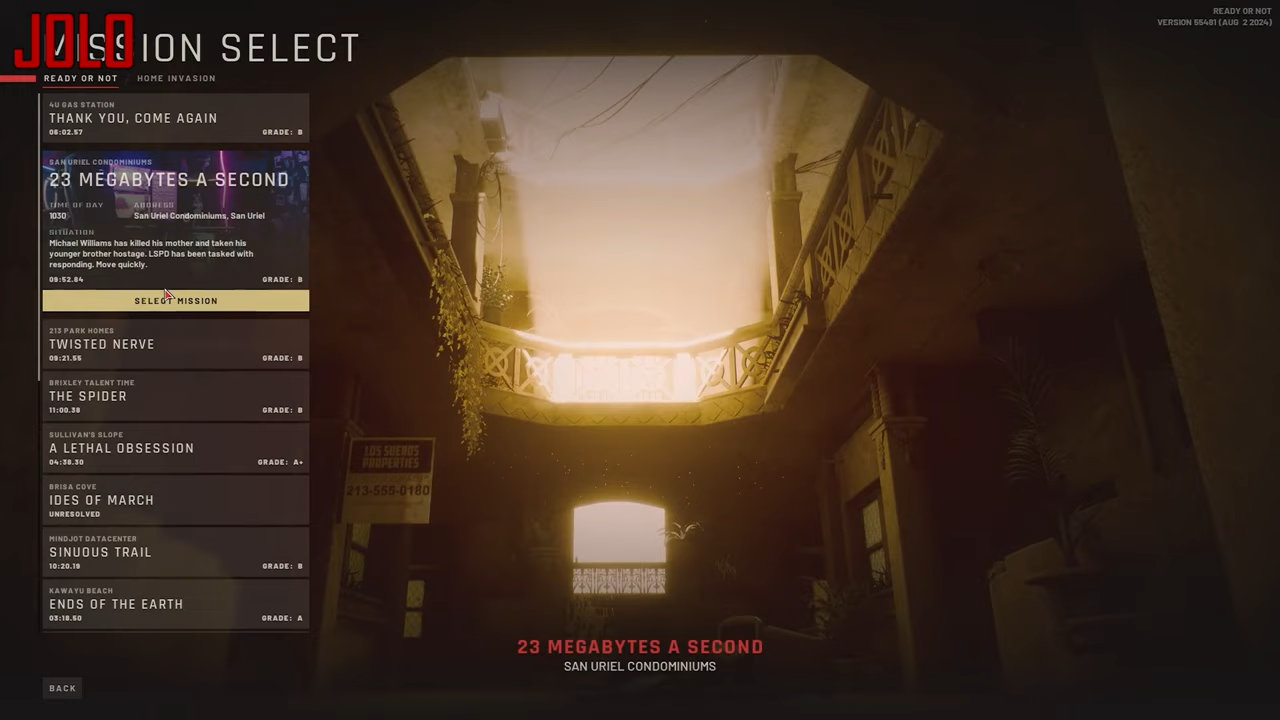 JOLO
MISSION SELECT
READY OR NOT
VERSION 55481 (AUG 2 2024)
READY OR NOT / HOME INVASION
4U GAS STATION
THANK YOU, COME AGAIN
06:02.57 GRADE: B
SAN URIEL CONDOMINIUMS
23 MEGABYTES A SECOND
TIME OF DAY ADDRESS
1030 San Uriel Condominiums, San Uriel
SITUATION
Michael Williams has killed his mother and taken his
younger brother hostage. LSPD has been tasked with
responding. Move quickly.
09:52.84 GRADE: B
SELECT MISSION
213 PARK HOMES
TWISTED NERVE
09:21.55 GRADE: B
BRIXLEY TALENT TIME
THE SPIDER
11:00.38 GRADE: B
SULLIVAN'S SLOPE
A LETHAL OBSESSION
04:38.30 GRADE: A+
BRISA COVE
IDES OF MARCH
UNRESOLVED
MINDJOT DATACENTER
SINUOUS TRAIL
10:20.19 GRADE: B
KAWAYU BEACH
ENDS OF THE EARTH
03:18.50 GRADE: A
LOS SUENOS
PROPERTIES
213-555-0180
23 MEGABYTES A SECOND
SAN URIEL CONDOMINIUMS
BACK